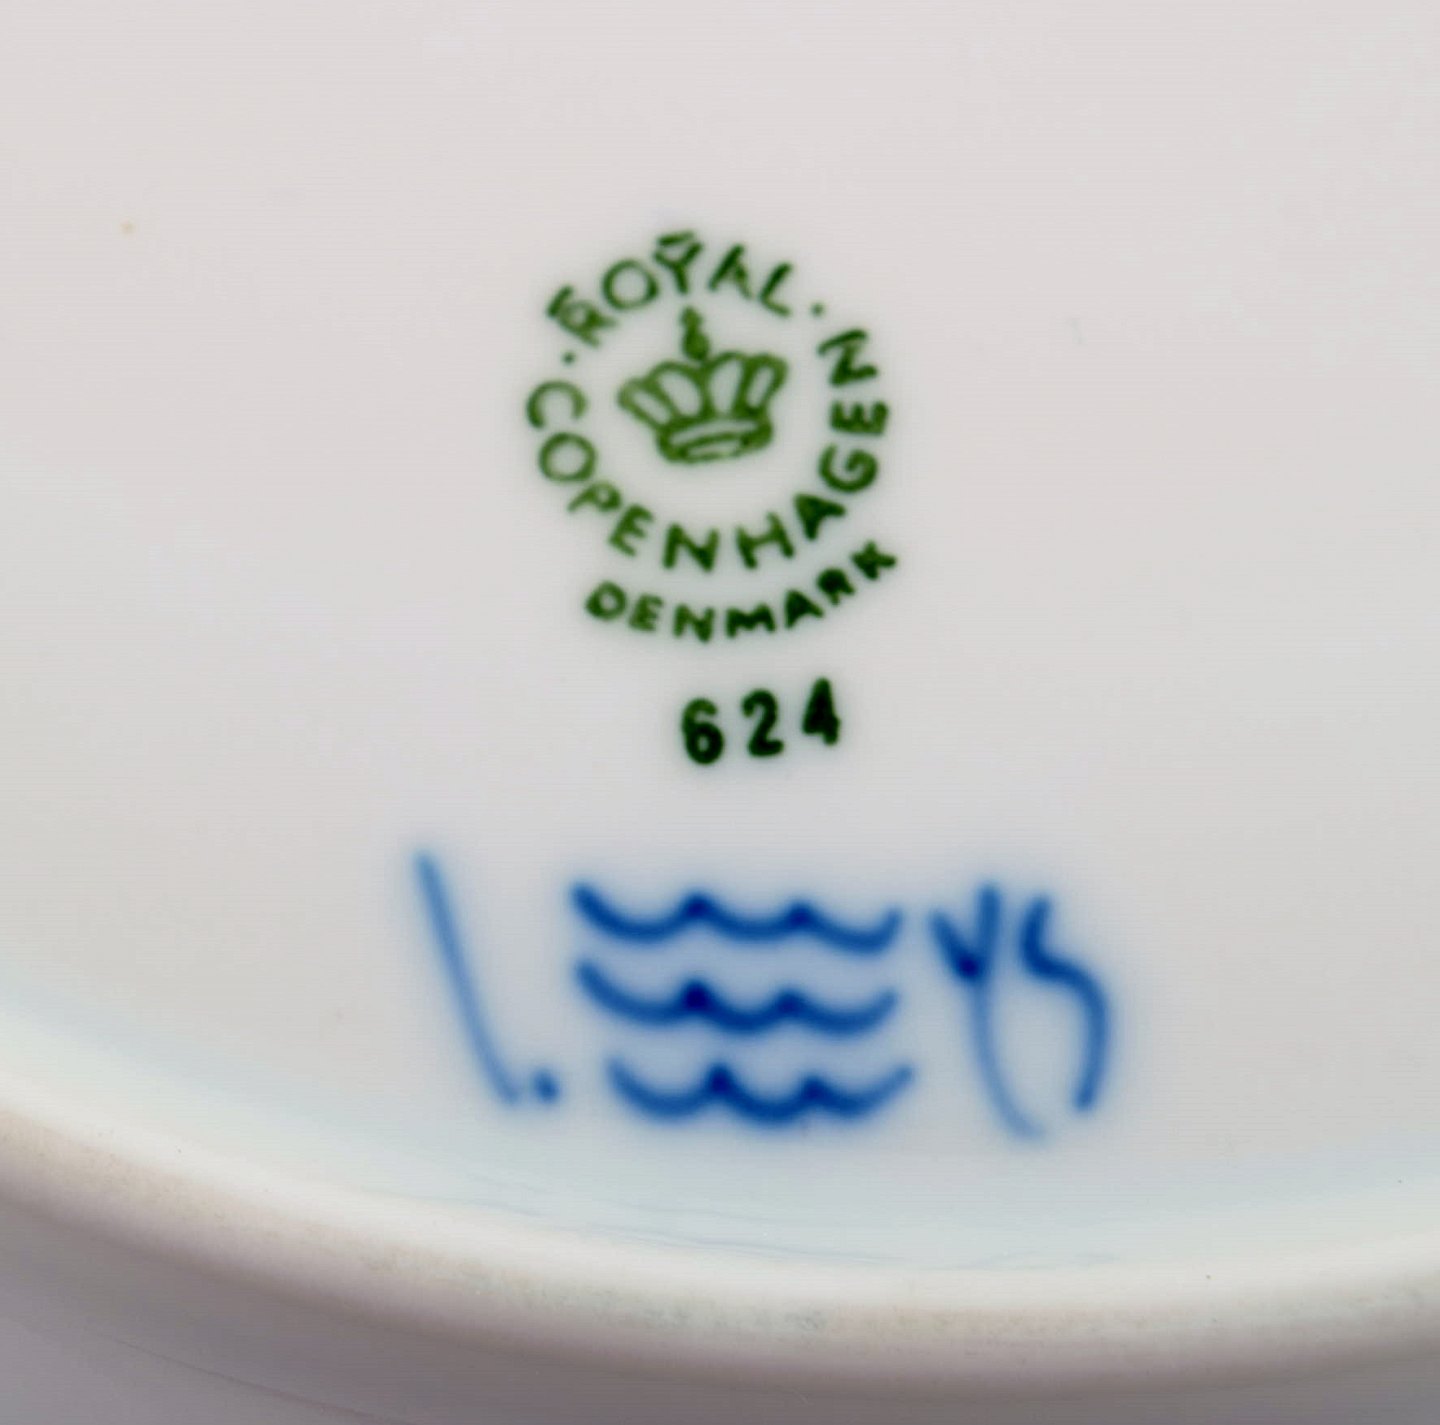 · ROYAL ·
COPENHAGEN
DENMARK
624